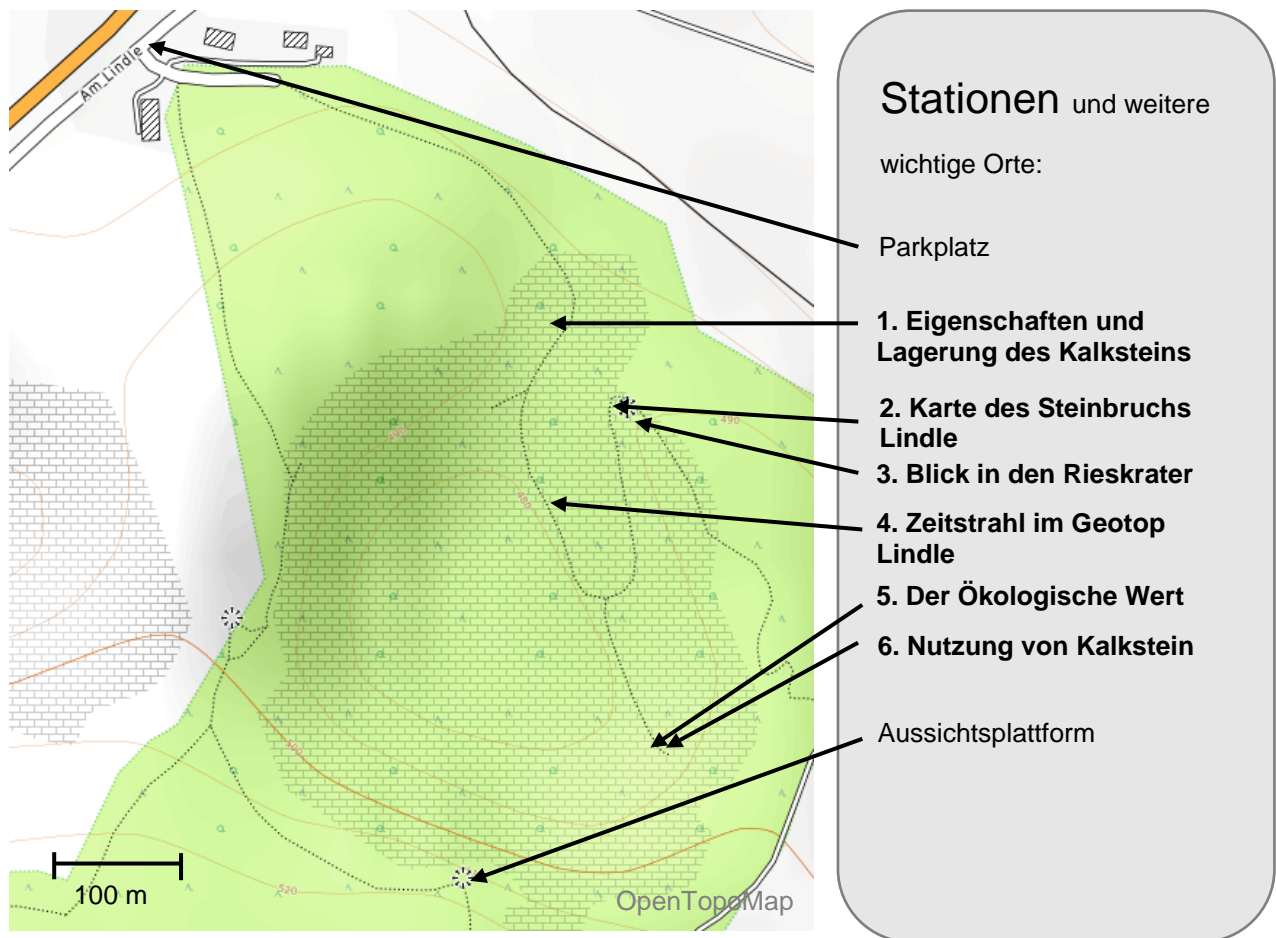 Am Lindle
490
490
480
500
520
100 m
OpenTopoMap
Stationen und weitere
wichtige Orte:
Parkplatz
1. Eigenschaften und
Lagerung des Kalksteins
2. Karte des Steinbruchs
Lindle
3. Blick in den Rieskrater
4. Zeitstrahl im Geotop
Lindle
5. Der Ökologische Wert
6. Nutzung von Kalkstein
Aussichtsplattform